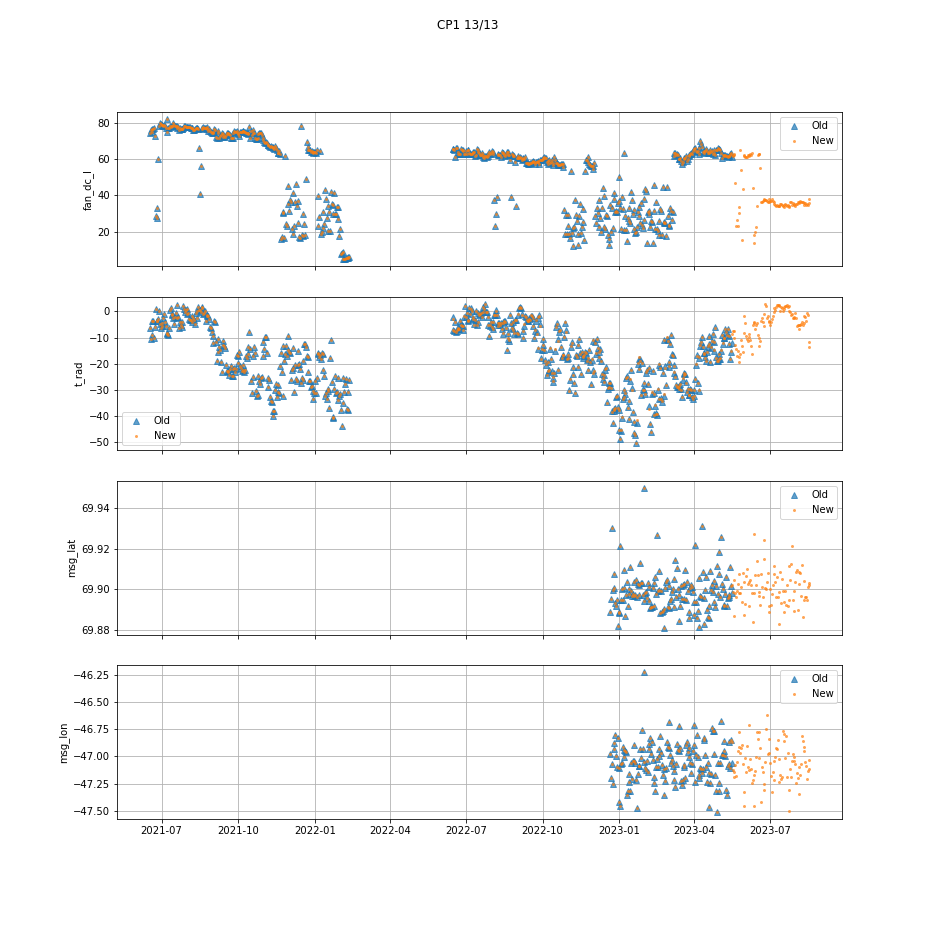 CP1 13/13
80
60
40
20
fan_dc_l
Old
New
0
−10
−20
−30
−40
−50
t_rad
Old
New
69.94
69.92
69.90
69.88
msg_lat
Old
New
−46.25
−46.50
−46.75
−47.00
−47.25
−47.50
msg_lon
Old
New
2021-07 2021-10 2022-01 2022-04 2022-07 2022-10 2023-01 2023-04 2023-07